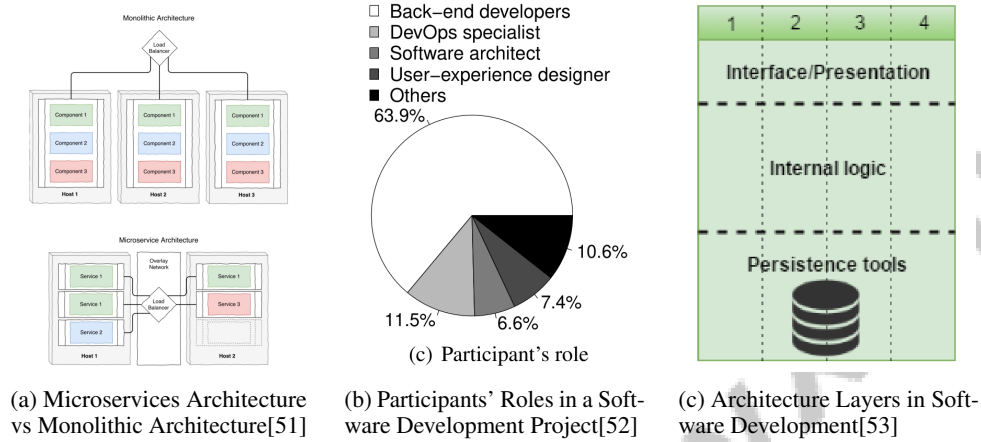 Monolithic Architecture
Load
Balancer
Component 1
Component 2
Component 3
Host 1
Component 1
Component 2
Component 3
Host 2
Component 1
Component 2
Component 3
Host 3
Microservice Architecture
Overlay
Network
Service 1
Service 1
Service 2
Host 1
Load
Balancer
Service 1
Service 3
Host 2
(a) Microservices Architecture
vs Monolithic Architecture[51]
Back−end developers
DevOps specialist
Software architect
User−experience designer
Others
63.9%
10.6%
7.4%
6.6%
11.5%
(c) Participant's role
(b) Participants' Roles in a Soft-
ware Development Project[52]
1 2 3 4
Interface/Presentation
Internal logic
Persistence tools
(c) Architecture Layers in Soft-
ware Development[53]